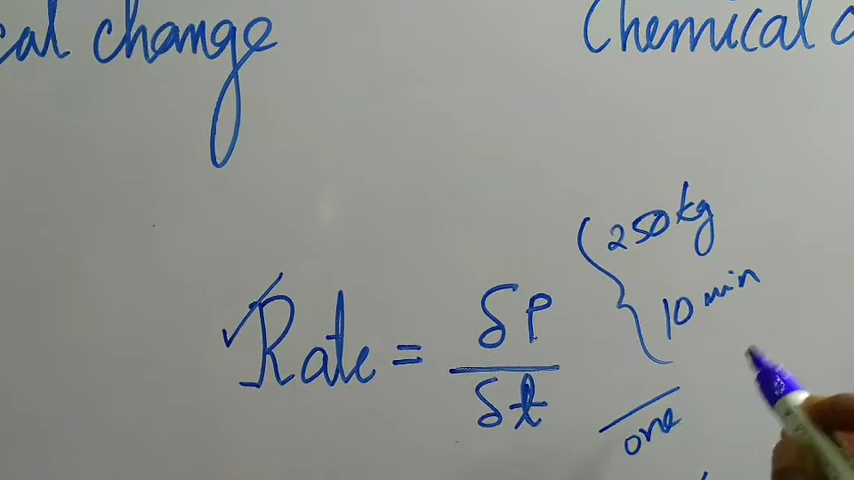 cal change
Chemical c
250 kg
10 min
Rate = δP / δt
one